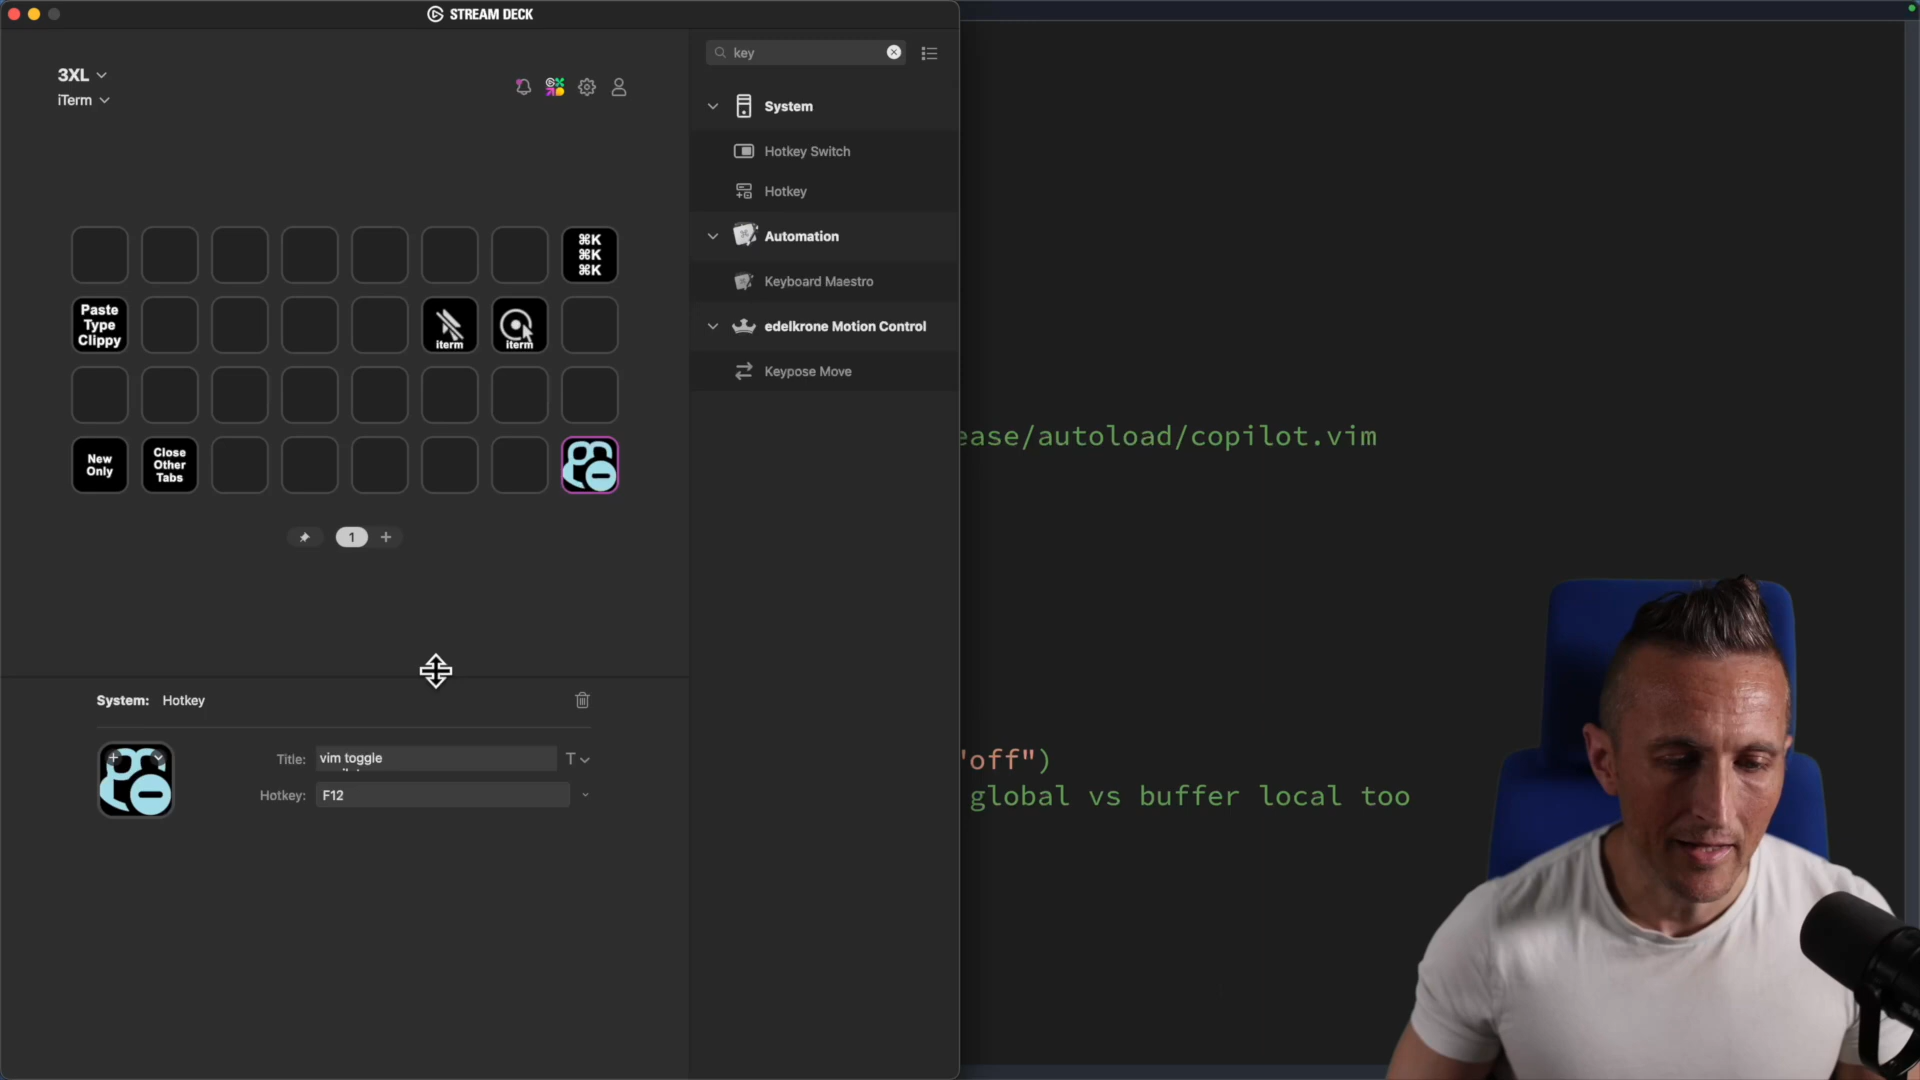 STREAM DECK
3XL
iTerm
key
System
Hotkey Switch
Hotkey
Automation
Keyboard Maestro
edelkrone Motion Control
Keypose Move
⌘K
⌘K
⌘K
Paste
Type
Clippy
iterm
iterm
New
Only
Close
Other
Tabs
1
System: Hotkey
Title: vim toggle
T
Hotkey: F12
ease/autoload/copilot.vim
"off")
global vs buffer local too